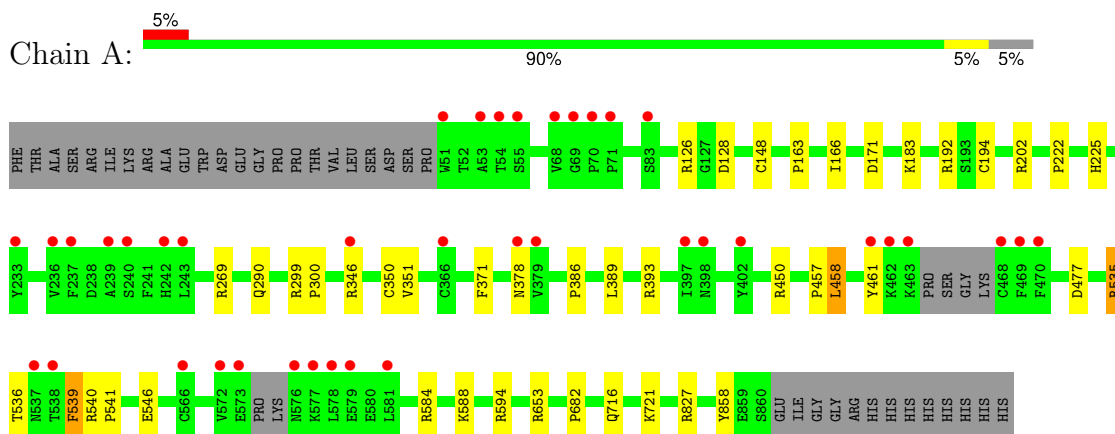 5%
Chain A:
90% 5% 5%
PHE THR ALA SER ARG ILE LYS ARG ALA GLU TRP ASP GLU GLY PRO PRO THR VAL LEU SER ASP SER PRO W51 T52 A53 T54 S55 V68 G69 P70 P71 S83 R126 G127 D128 C148 P163 I166 D171 K183 R192 S193 C194 R202 P222 H225
Y233 V236 F237 D238 A239 S240 F241 H242 L243 R269 Q290 R299 P300 R346 C350 V351 C366 F371 N378 V379 P386 L389 R393 I397 N398 Y402 R450 P457 L458 Y461 K462 K463 PRO SER GLY LYS C468 F469 F470 D477 R535
T536 N537 T538 F539 R540 P541 E546 C566 V572 E573 PRO LYS N576 K577 L578 E579 E580 L581 R584 K588 R594 R653 P682 Q716 K721 R827 Y858 E859 S860 GLU ILE GLY GLY ARG HIS HIS HIS HIS HIS HIS HIS HIS